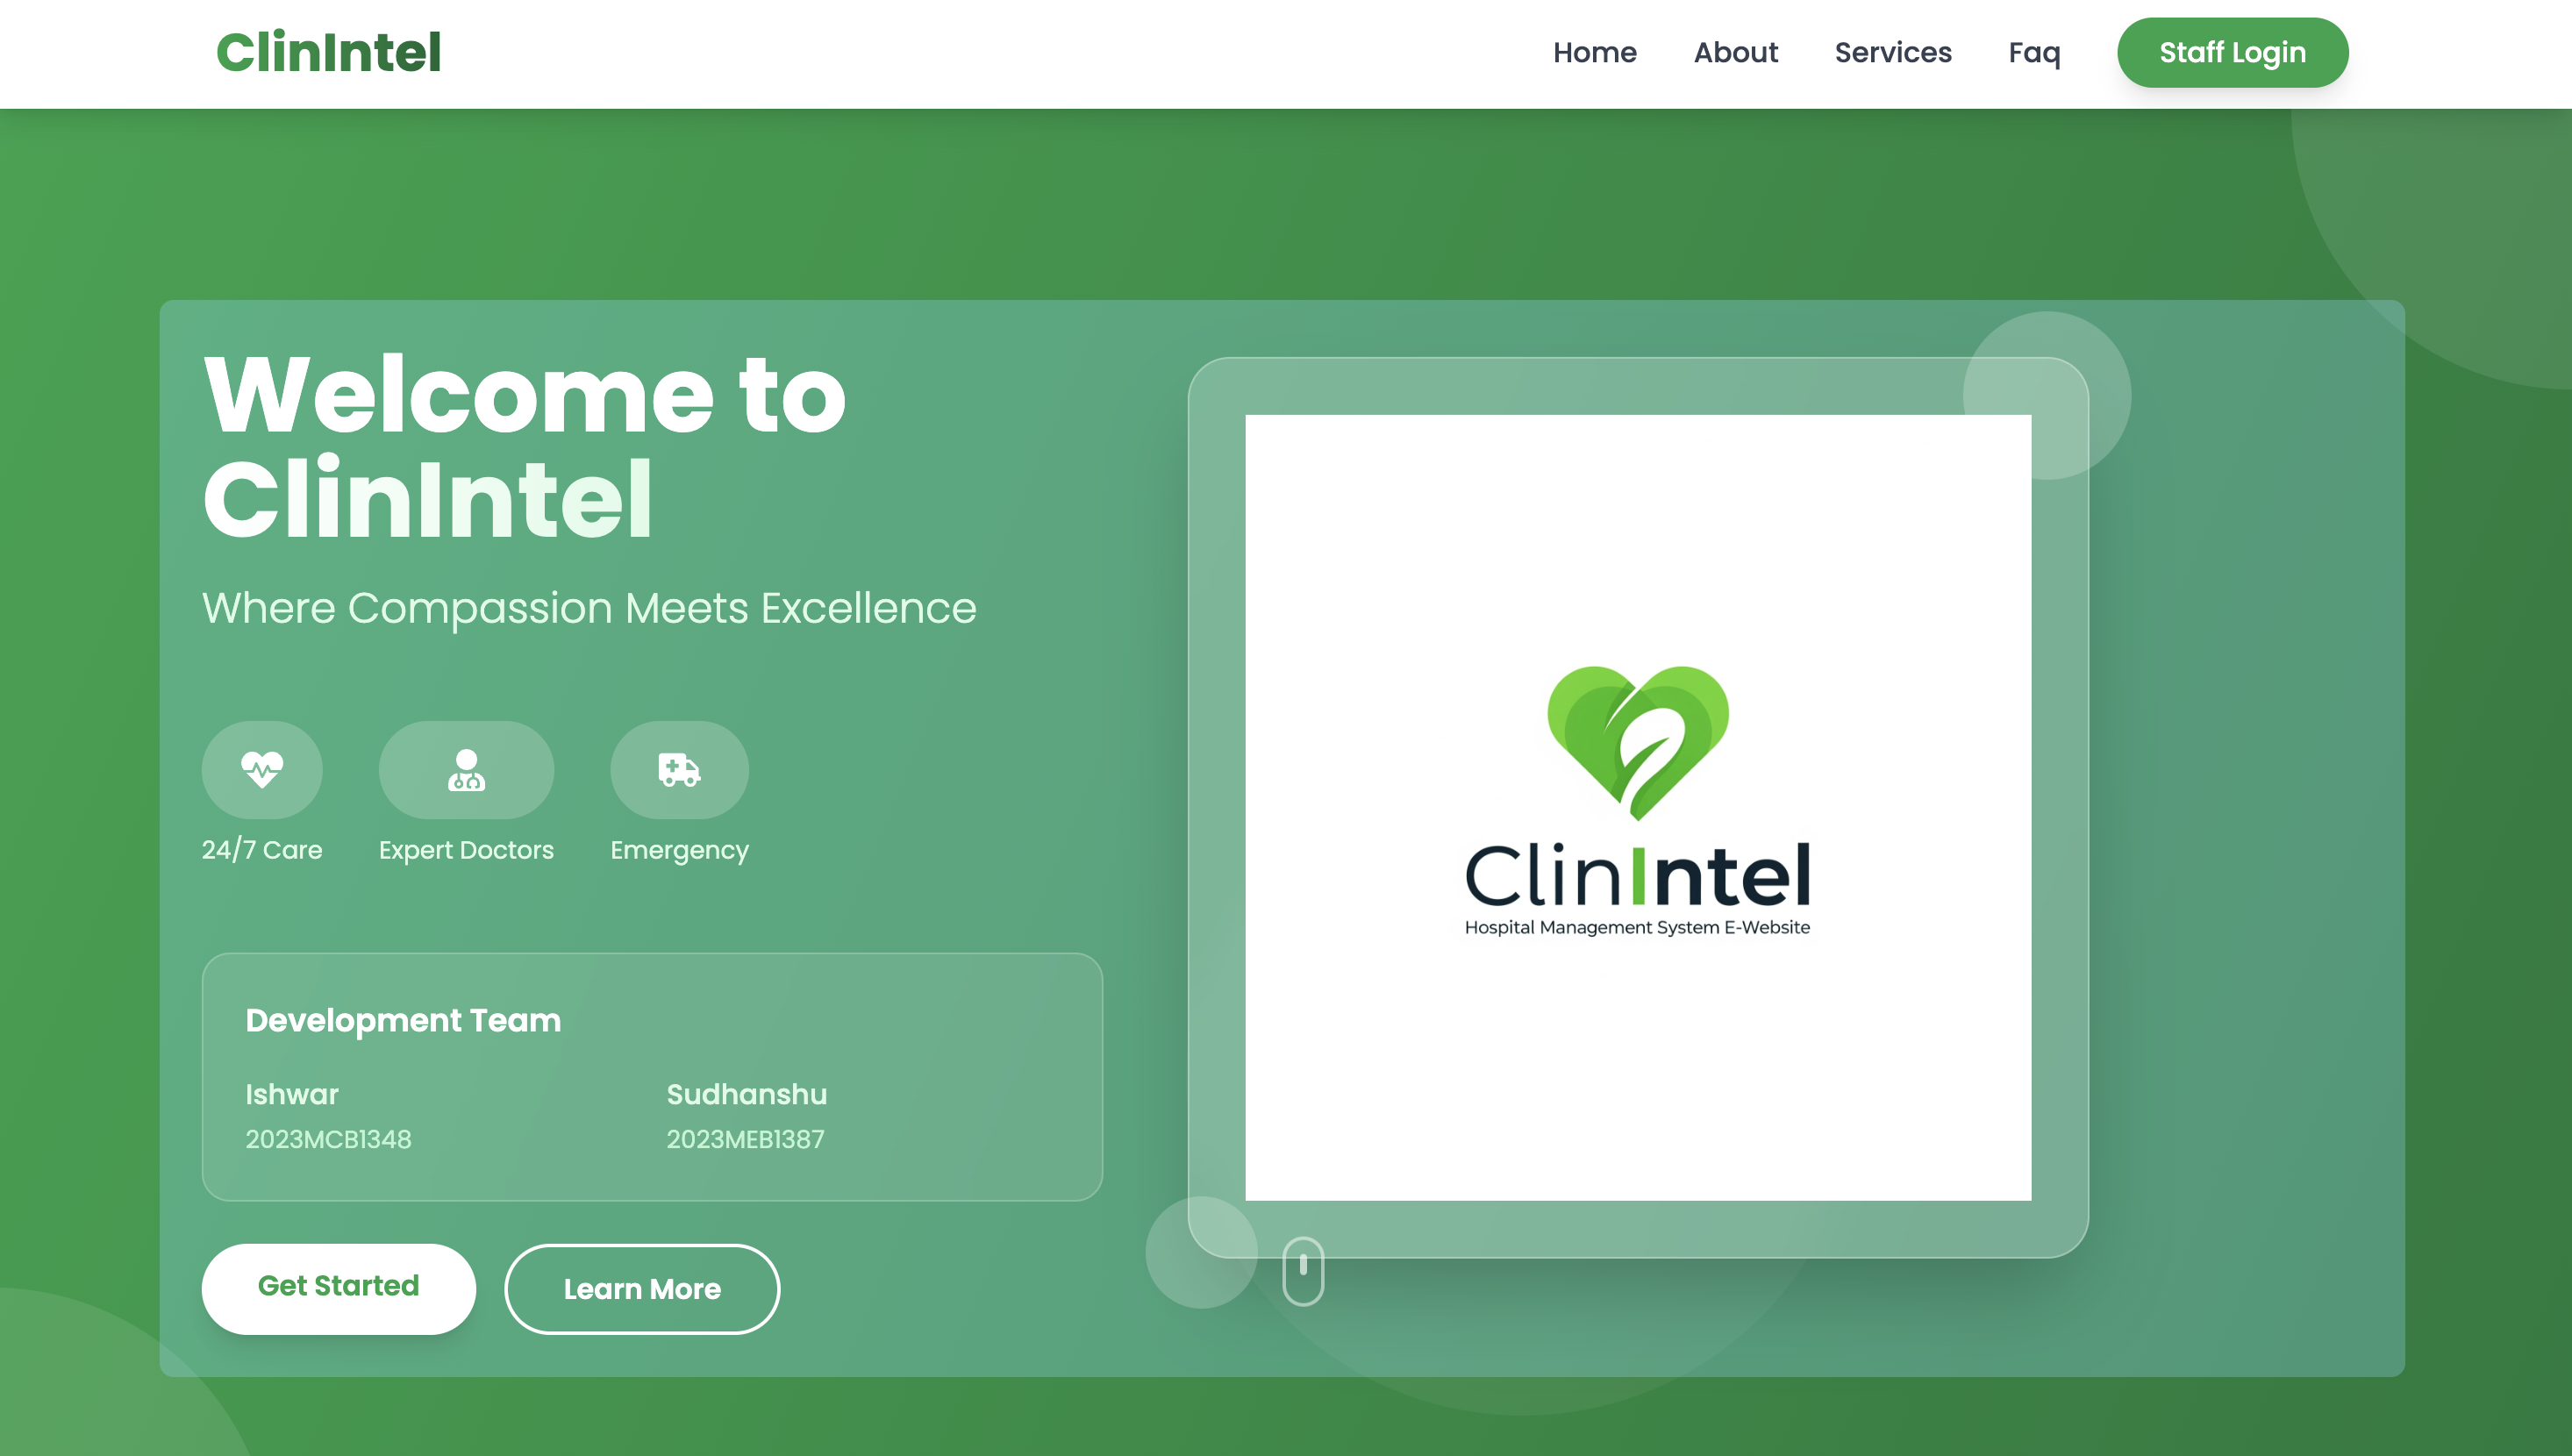 ClinIntel
Home About Services Faq Staff Login
Welcome to
ClinIntel
Where Compassion Meets Excellence
24/7 Care Expert Doctors Emergency
Development Team
Ishwar Sudhanshu
2023MCB1348 2023MEB1387
Get Started Learn More
ClinIntel
Hospital Management System E-Website